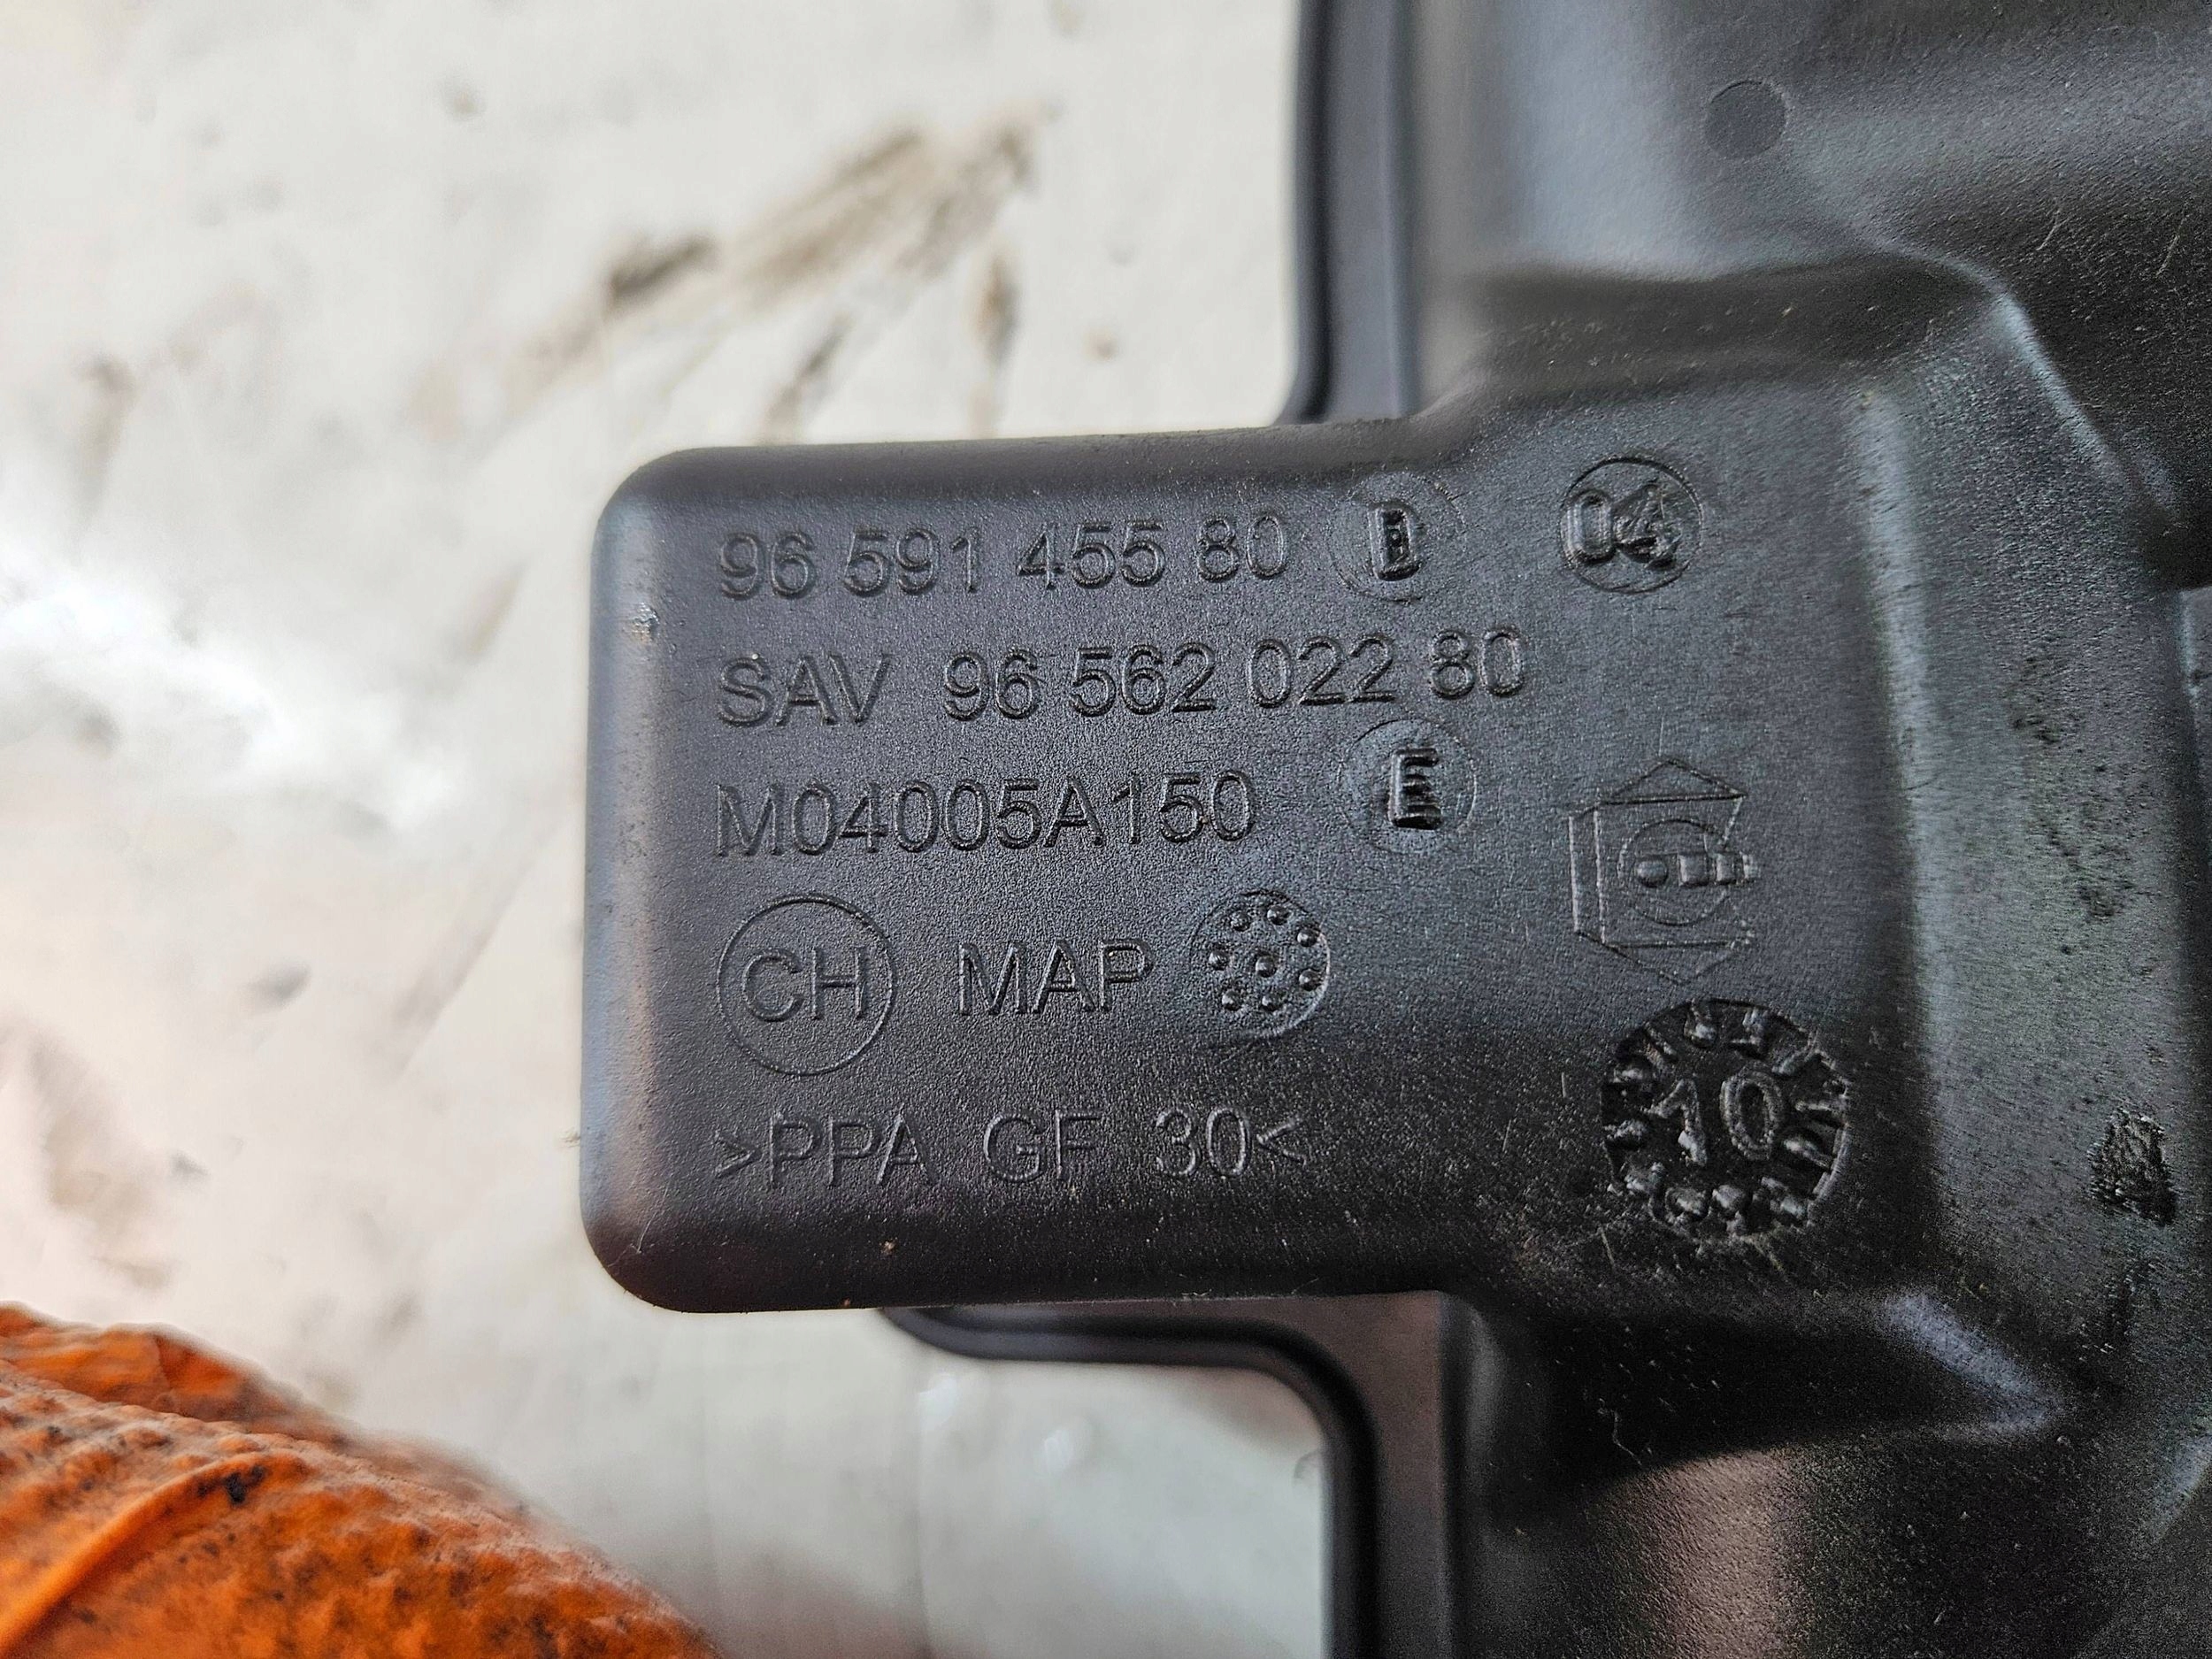 96 591 455 80 D 04
SAV 96 562 022 80
M04005A150 E
CH MAP
>PPA GF 30<
10